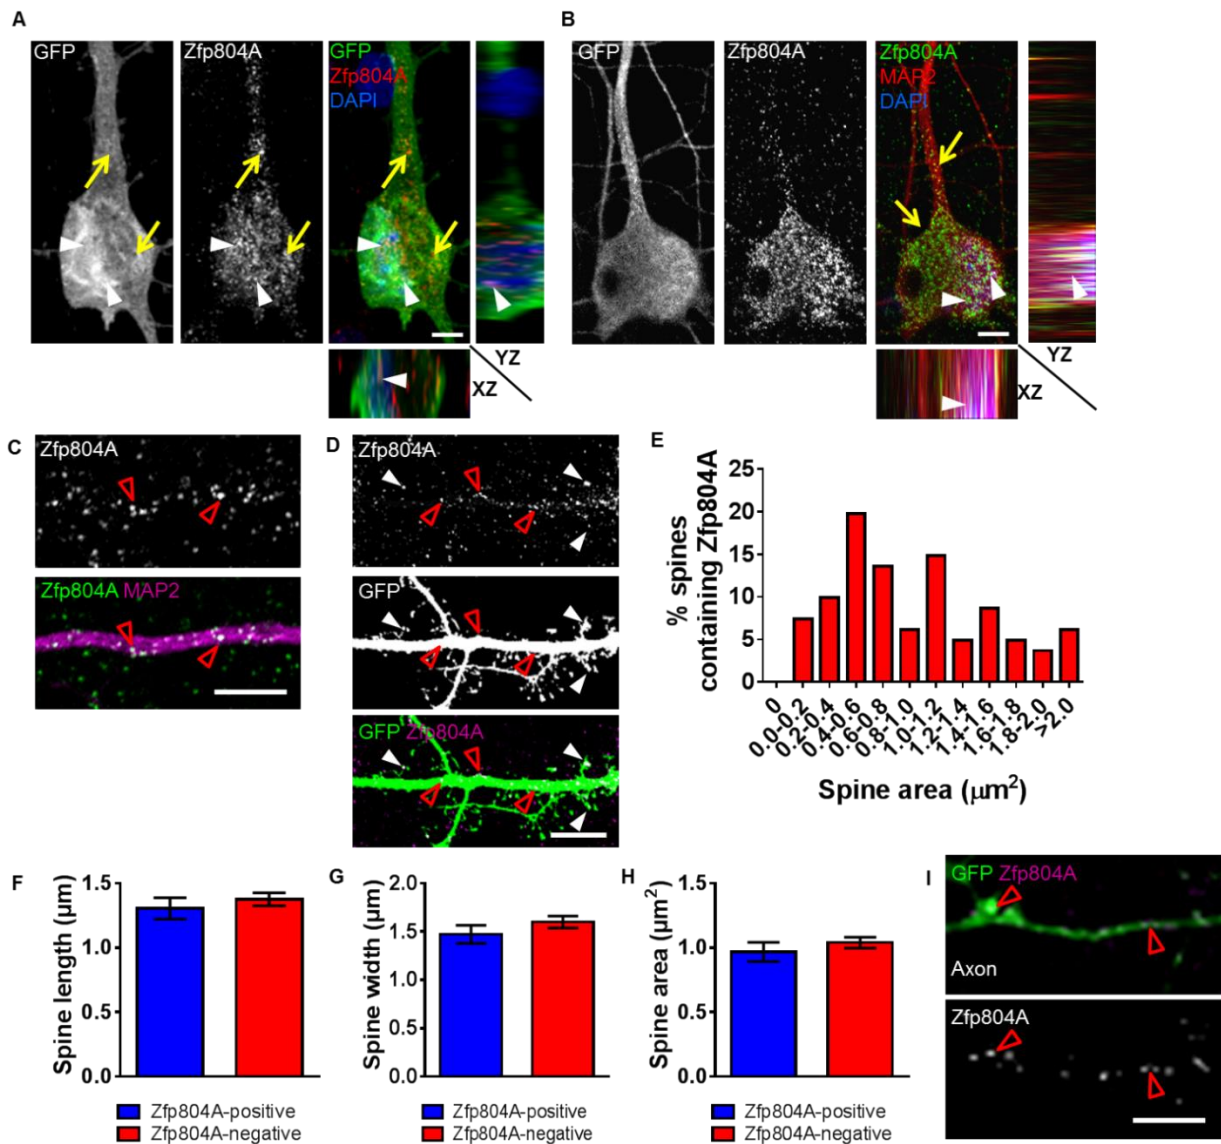 A
GFP
Zfp804A
GFP
Zfp804A
DAPI
YZ
XZ
B
GFP
Zfp804A
Zfp804A
MAP2
DAPI
YZ
XZ
C
Zfp804A
Zfp804A MAP2
D
Zfp804A
GFP
GFP Zfp804A
E
% spines
containing Zfp804A
25
20
15
10
5
0
0
0.0-0.2
0.2-0.4
0.4-0.6
0.6-0.8
0.8-1.0
1.0-1.2
1.2-1.4
1.4-1.6
1.6-1.8
1.8-2.0
>2.0
Spine area (μm²)
F
Spine length (μm)
1.5
1.0
0.5
0.0
Zfp804A-positive
Zfp804A-negative
G
Spine width (μm)
2.0
1.5
1.0
0.5
0.0
Zfp804A-positive
Zfp804A-negative
H
Spine area (μm²)
1.5
1.0
0.5
0.0
Zfp804A-positive
Zfp804A-negative
I
GFP Zfp804A
Axon
Zfp804A